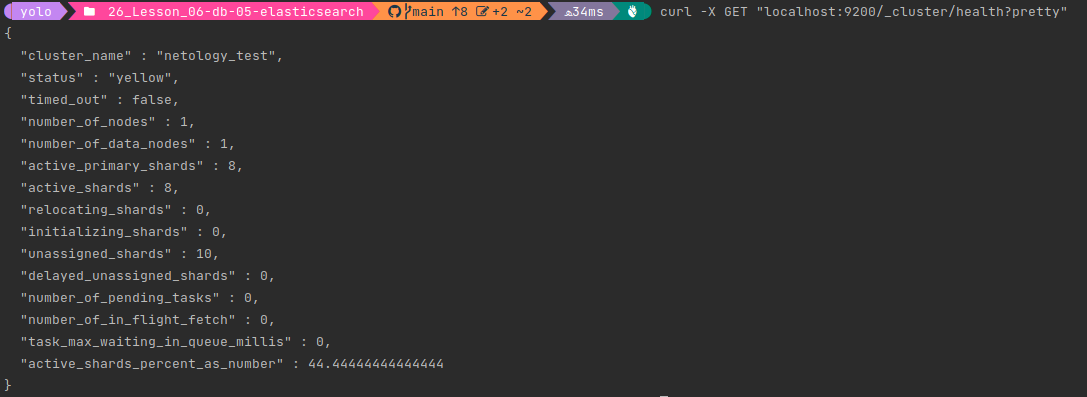 yolo 26_Lesson_06-db-05-elasticsearch main ↑8 +2 ~2 34ms curl -X GET "localhost:9200/_cluster/health?pretty"
{
  "cluster_name" : "netology_test",
  "status" : "yellow",
  "timed_out" : false,
  "number_of_nodes" : 1,
  "number_of_data_nodes" : 1,
  "active_primary_shards" : 8,
  "active_shards" : 8,
  "relocating_shards" : 0,
  "initializing_shards" : 0,
  "unassigned_shards" : 10,
  "delayed_unassigned_shards" : 0,
  "number_of_pending_tasks" : 0,
  "number_of_in_flight_fetch" : 0,
  "task_max_waiting_in_queue_millis" : 0,
  "active_shards_percent_as_number" : 44.44444444444444
}